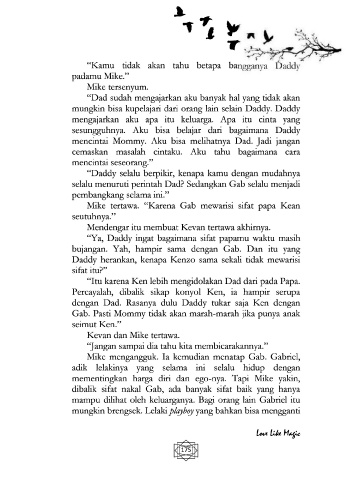 “Kamu tidak akan tahu betapa bangganya Daddy
padamu Mike.”
Mike tersenyum.
“Dad sudah mengajarkan aku banyak hal yang tidak akan
mungkin bisa kupelajari dari orang lain selain Daddy. Daddy
mengajarkan aku apa itu keluarga. Apa itu cinta yang
sesungguhnya. Aku bisa belajar dari bagaimana Daddy
mencintai Mommy. Aku bisa melihatnya Dad. Jadi jangan
cemaskan masalah cintaku. Aku tahu bagaimana cara
mencintai seseorang.”
“Daddy selalu berpikir, kenapa kamu dengan mudahnya
selalu menuruti perintah Dad? Sedangkan Gab selalu menjadi
pembangkang selama ini.”
Mike tertawa. “Karena Gab mewarisi sifat papa Kean
seutuhnya.”
Mendengar itu membuat Kevan tertawa akhirnya.
“Ya, Daddy ingat bagaimana sifat papamu waktu masih
bujangan. Yah, hampir sama dengan Gab. Dan itu yang
Daddy herankan, kenapa Kenzo sama sekali tidak mewarisi
sifat itu?”
“Itu karena Ken lebih mengidolakan Dad dari pada Papa.
Percayalah, dibalik sikap konyol Ken, ia hampir serupa
dengan Dad. Rasanya dulu Daddy tukar saja Ken dengan
Gab. Pasti Mommy tidak akan marah-marah jika punya anak
seimut Ken.”
Kevan dan Mike tertawa.
“Jangan sampai dia tahu kita membicarakannya.”
Mike mengangguk. Ia kemudian menatap Gab. Gabriel,
adik lelakinya yang selama ini selalu hidup dengan
mementingkan harga diri dan ego-nya. Tapi Mike yakin,
dibalik sifat nakal Gab, ada banyak sifat baik yang hanya
mampu dilihat oleh keluarganya. Bagi orang lain Gabriel itu
mungkin brengsek. Lelaki playboy yang bahkan bisa mengganti
Love Like Magic
175